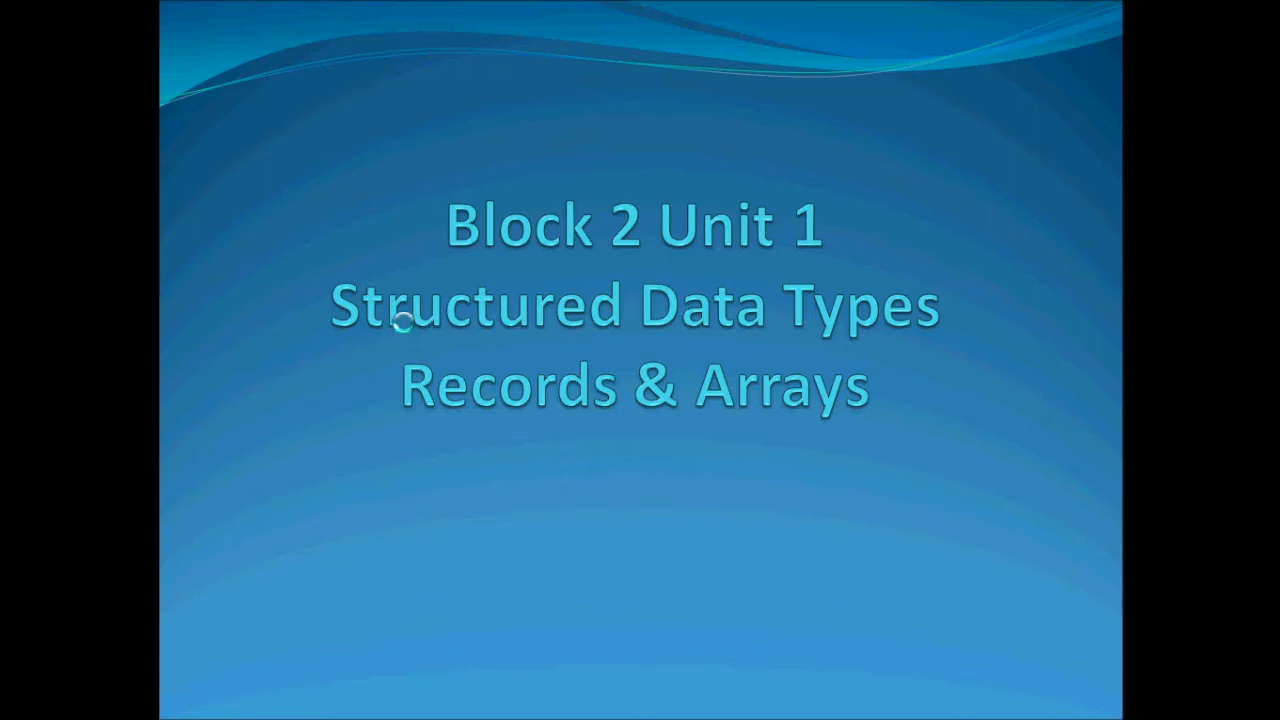 Block 2 Unit 1
Structured Data Types
Records & Arrays